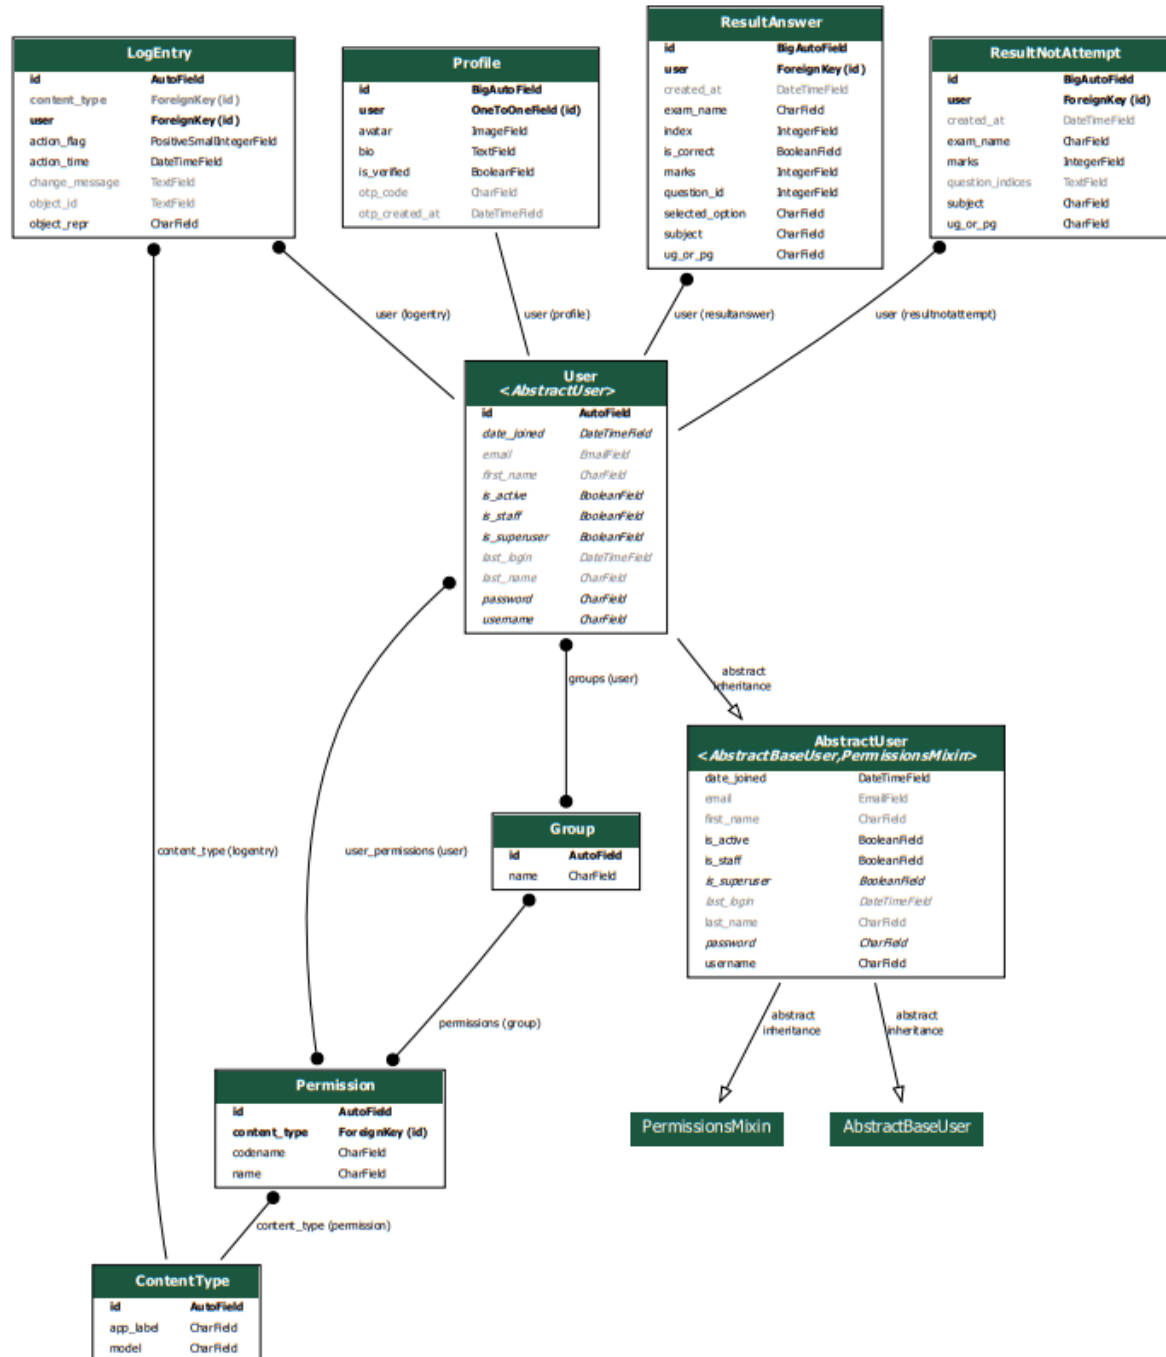 LogEntry
id AutoField
content_type ForeignKey (id)
user ForeignKey (id)
action_flag PositiveSmallIntegerField
action_time DateTimeField
change_message TextField
object_id TextField
object_repr CharField
Profile
id BigAutoField
user OneToOneField (id)
avatar ImageField
bio TextField
is_verified BooleanField
otp_code CharField
otp_created_at DateTimeField
ResultAnswer
id BigAutoField
user ForeignKey (id)
created_at DateTimeField
exam_name CharField
index IntegerField
is_correct BooleanField
marks IntegerField
question_id IntegerField
selected_option CharField
subject CharField
ug_or_pg CharField
ResultNotAttempt
id BigAutoField
user ForeignKey (id)
created_at DateTimeField
exam_name CharField
marks IntegerField
question_indices TextField
subject CharField
ug_or_pg CharField
user (logentry)
user (profile)
user (resultanswer)
user (resultnotattempt)
User
<AbstractUser>
id AutoField
date_joined DateTimeField
email EmailField
first_name CharField
is_active BooleanField
is_staff BooleanField
is_superuser BooleanField
last_login DateTimeField
last_name CharField
password CharField
username CharField
groups (user)
abstract
inheritance
AbstractUser
<AbstractBaseUser,PermissionsMixin>
date_joined DateTimeField
email EmailField
first_name CharField
is_active BooleanField
is_staff BooleanField
is_superuser BooleanField
last_login DateTimeField
last_name CharField
password CharField
username CharField
content_type (logentry)
user_permissions (user)
Group
id AutoField
name CharField
permissions (group)
abstract
inheritance
abstract
inheritance
Permission
id AutoField
content_type ForeignKey (id)
codename CharField
name CharField
PermissionsMixin
AbstractBaseUser
content_type (permission)
ContentType
id AutoField
app_label CharField
model CharField